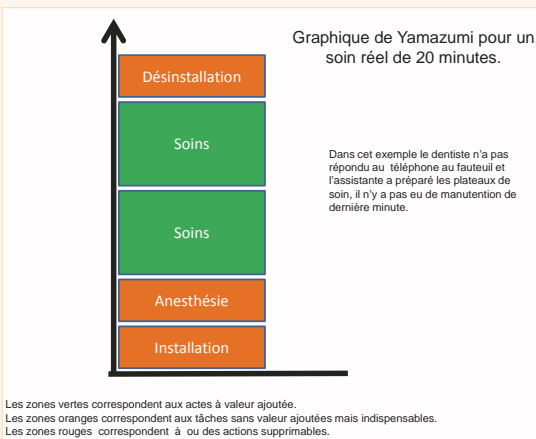 Graphique de Yamazumi pour un
soin réel de 20 minutes.
Désinstallation
Soins
Dans cet exemple le dentiste n'a pas
répondu au téléphone au fauteuil et
l'assistante a préparé les plateaux de
soin, il n'y a pas eu de manutention de
dernière minute.
Soins
Anesthésie
Installation
Les zones vertes correspondent aux actes à valeur ajoutée.
Les zones oranges correspondent aux tâches sans valeur ajoutées mais indispensables.
Les zones rouges correspondent à ou des actions supprimables.